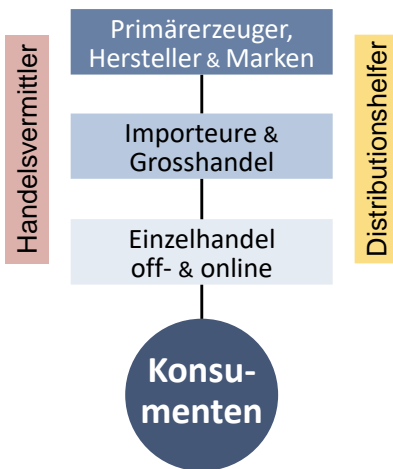 Primärerzeuger,
Hersteller & Marken
Handelsvermittler
Distributionshelfer
Importeure &
Grosshandel
Einzelhandel
off- & online
Konsu-
menten